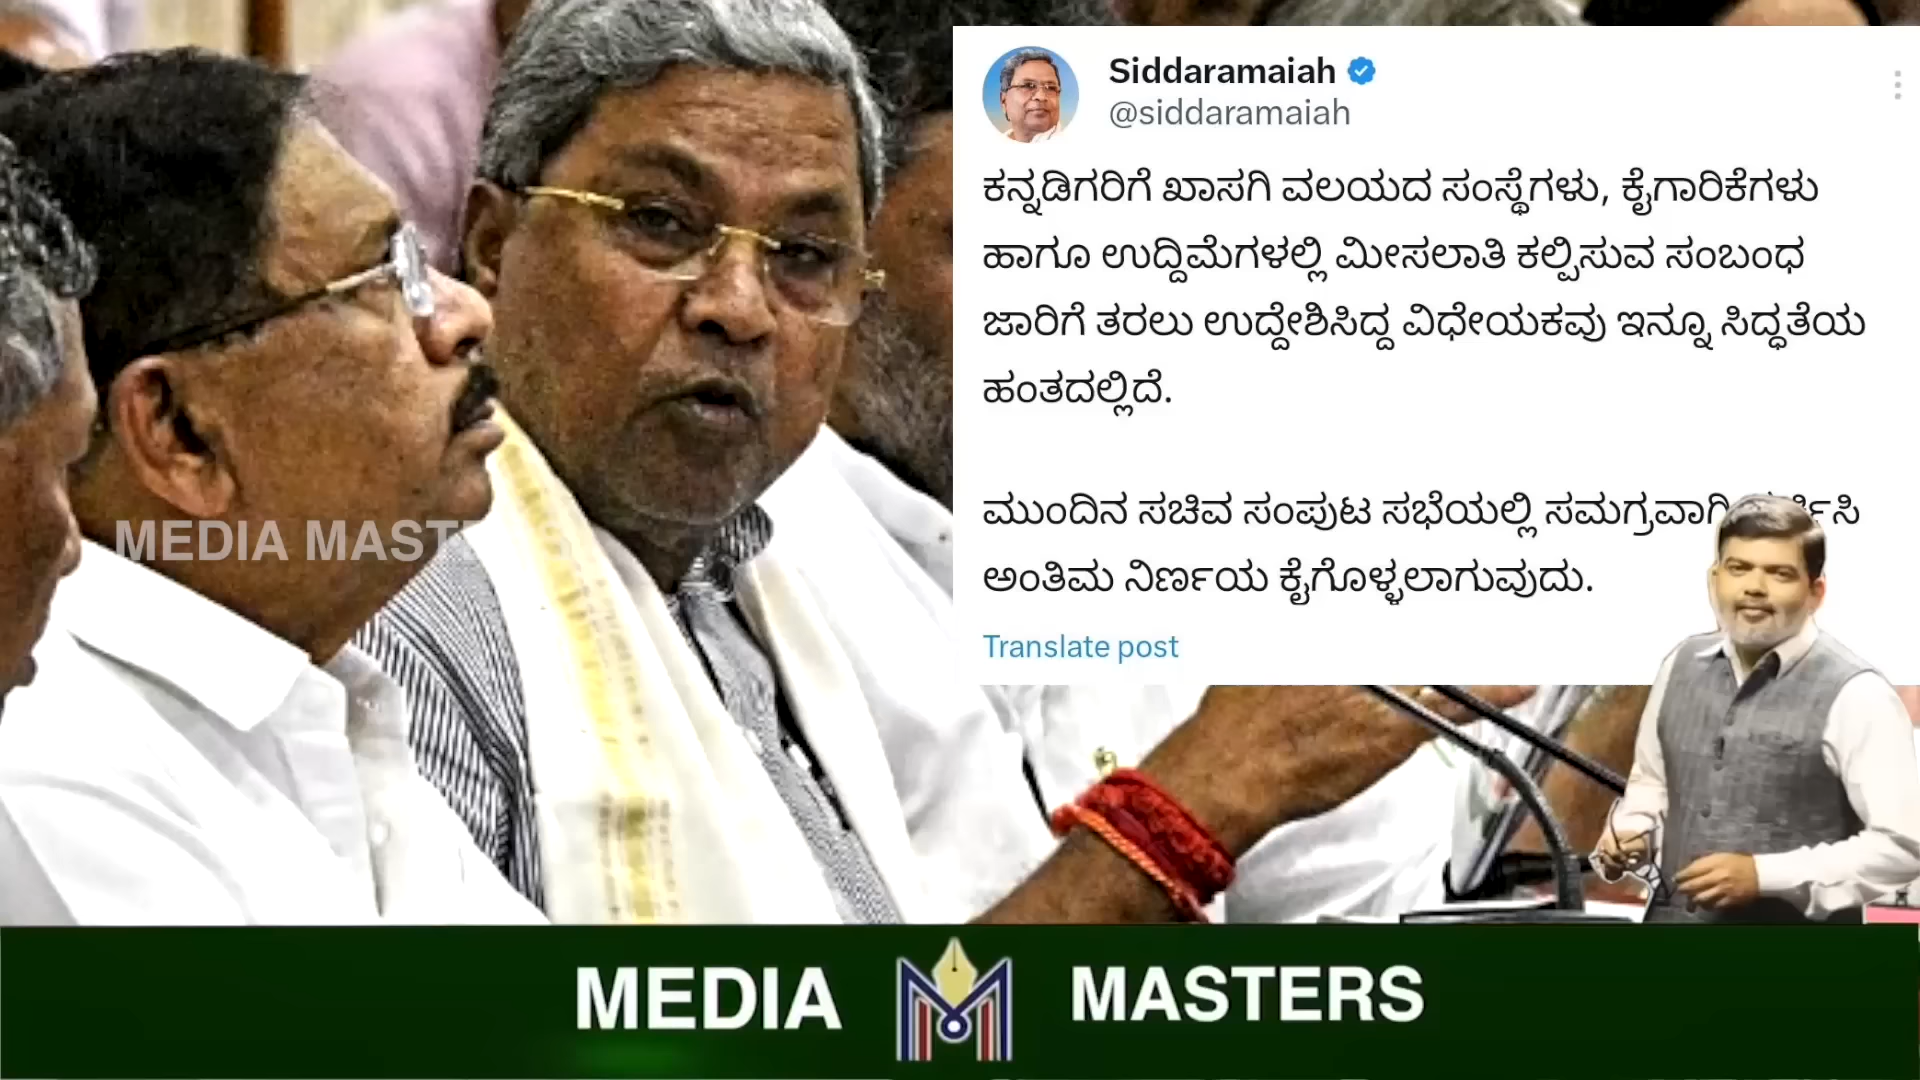 Siddaramaiah
@siddaramaiah
ಕನ್ನಡಿಗರಿಗೆ ಖಾಸಗಿ ವಲಯದ ಸಂಸ್ಥೆಗಳು, ಕೈಗಾರಿಕೆಗಳು
ಹಾಗೂ ಉದ್ದಿಮೆಗಳಲ್ಲಿ ಮೀಸಲಾತಿ ಕಲ್ಪಿಸುವ ಸಂಬಂಧ
ಜಾರಿಗೆ ತರಲು ಉದ್ದೇಶಿಸಿದ್ದ ವಿಧೇಯಕವು ಇನ್ನೂ ಸಿದ್ಧತೆಯ
ಹಂತದಲ್ಲಿದೆ.
ಮುಂದಿನ ಸಚಿವ ಸಂಪುಟ ಸಭೆಯಲ್ಲಿ ಸಮಗ್ರವಾಗಿ
ಅಂತಿಮ ನಿರ್ಣಯ ಕೈಗೊಳ್ಳಲಾಗುವುದು.
Translate post
MEDIA MASTERS
MEDIA MASTERS